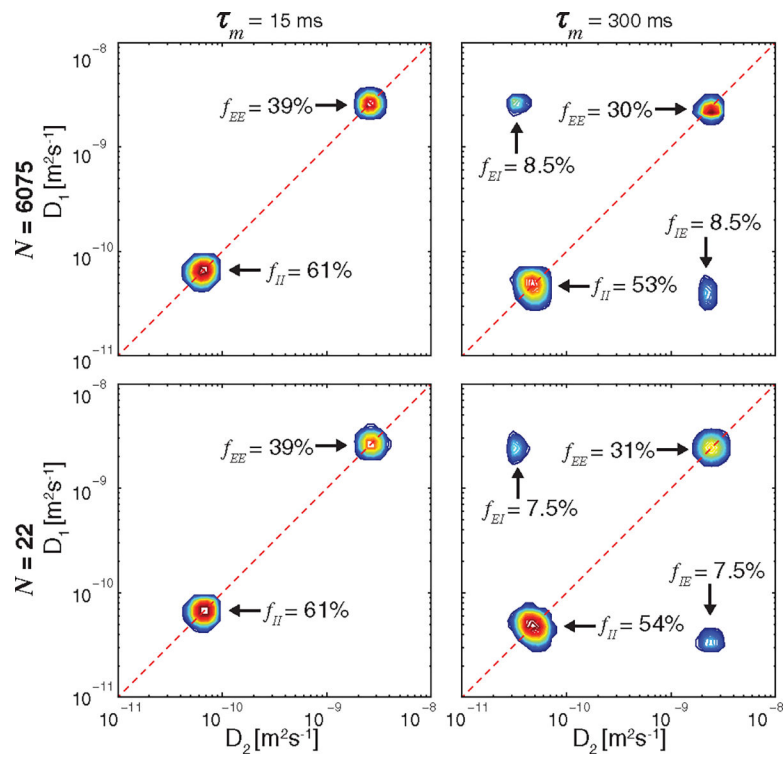 τm = 15 ms
τm = 300 ms
N = 6075
D1 [m2s-1]
10-8
10-9
10-10
10-11
fEE = 39%
fII = 61%
fEI = 8.5%
fEE = 30%
fIE = 8.5%
fII = 53%
N = 22
D1 [m2s-1]
10-8
10-9
10-10
10-11
fEE = 39%
fII = 61%
fEI = 7.5%
fEE = 31%
fIE = 7.5%
fII = 54%
10-11 10-10 10-9 10-8
D2 [m2s-1]
10-11 10-10 10-9 10-8
D2 [m2s-1]